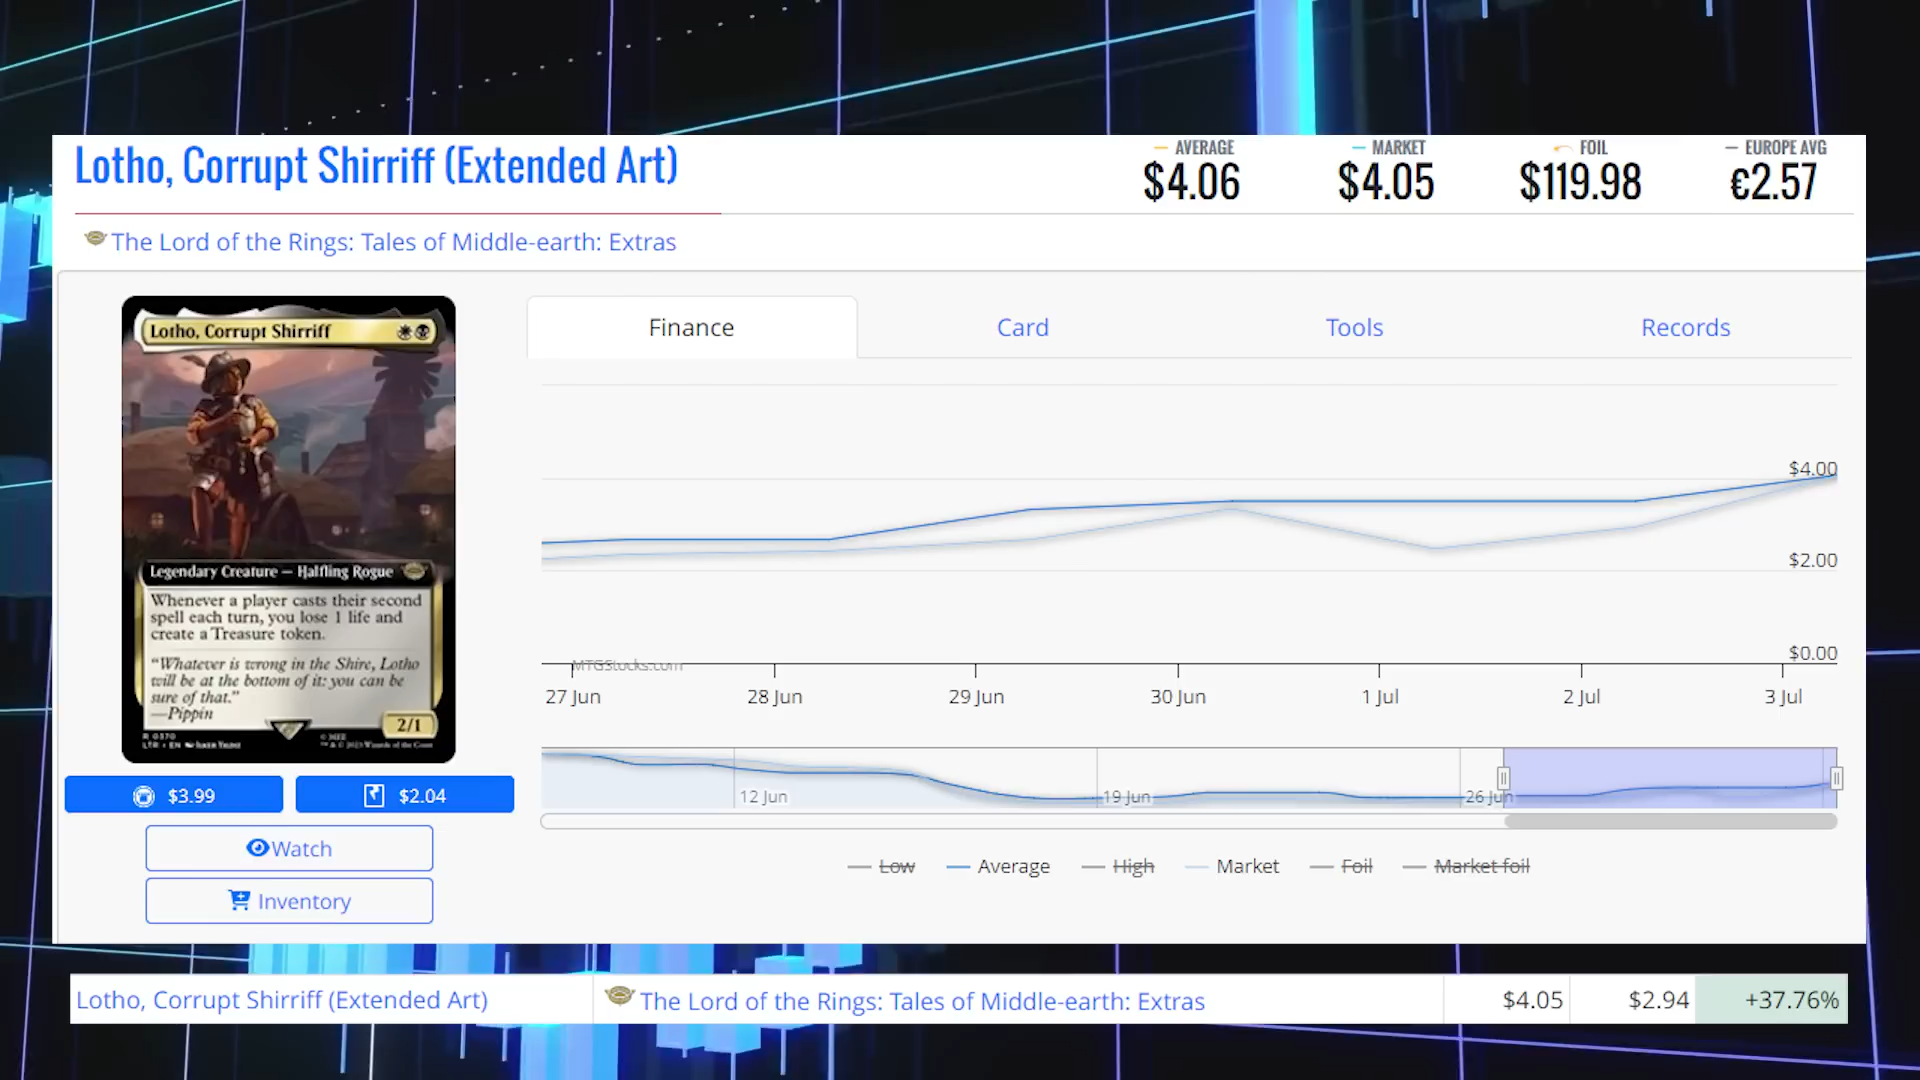 Lotho, Corrupt Shirriff (Extended Art)
AVERAGE
$4.06
MARKET
$4.05
FOIL
$119.98
EUROPE AVG
€2.57
The Lord of the Rings: Tales of Middle-earth: Extras
Lotho, Corrupt Shirriff
Legendary Creature — Halfling Rogue
Whenever a player casts their second
spell each turn, you lose 1 life and
create a Treasure token.
"Whatever is wrong in the Shire, Lotho
will be at the bottom of it: you can be
sure of that."
—Pippin
2/1
R 0370
LTR • EN
$3.99
$2.04
Watch
Inventory
Finance
Card
Tools
Records
$4.00
$2.00
$0.00
MTGStocks.com
27 Jun
28 Jun
29 Jun
30 Jun
1 Jul
2 Jul
3 Jul
12 Jun
19 Jun
26 Jun
Low
Average
High
Market
Foil
Market foil
Lotho, Corrupt Shirriff (Extended Art)
The Lord of the Rings: Tales of Middle-earth: Extras
$4.05
$2.94
+37.76%